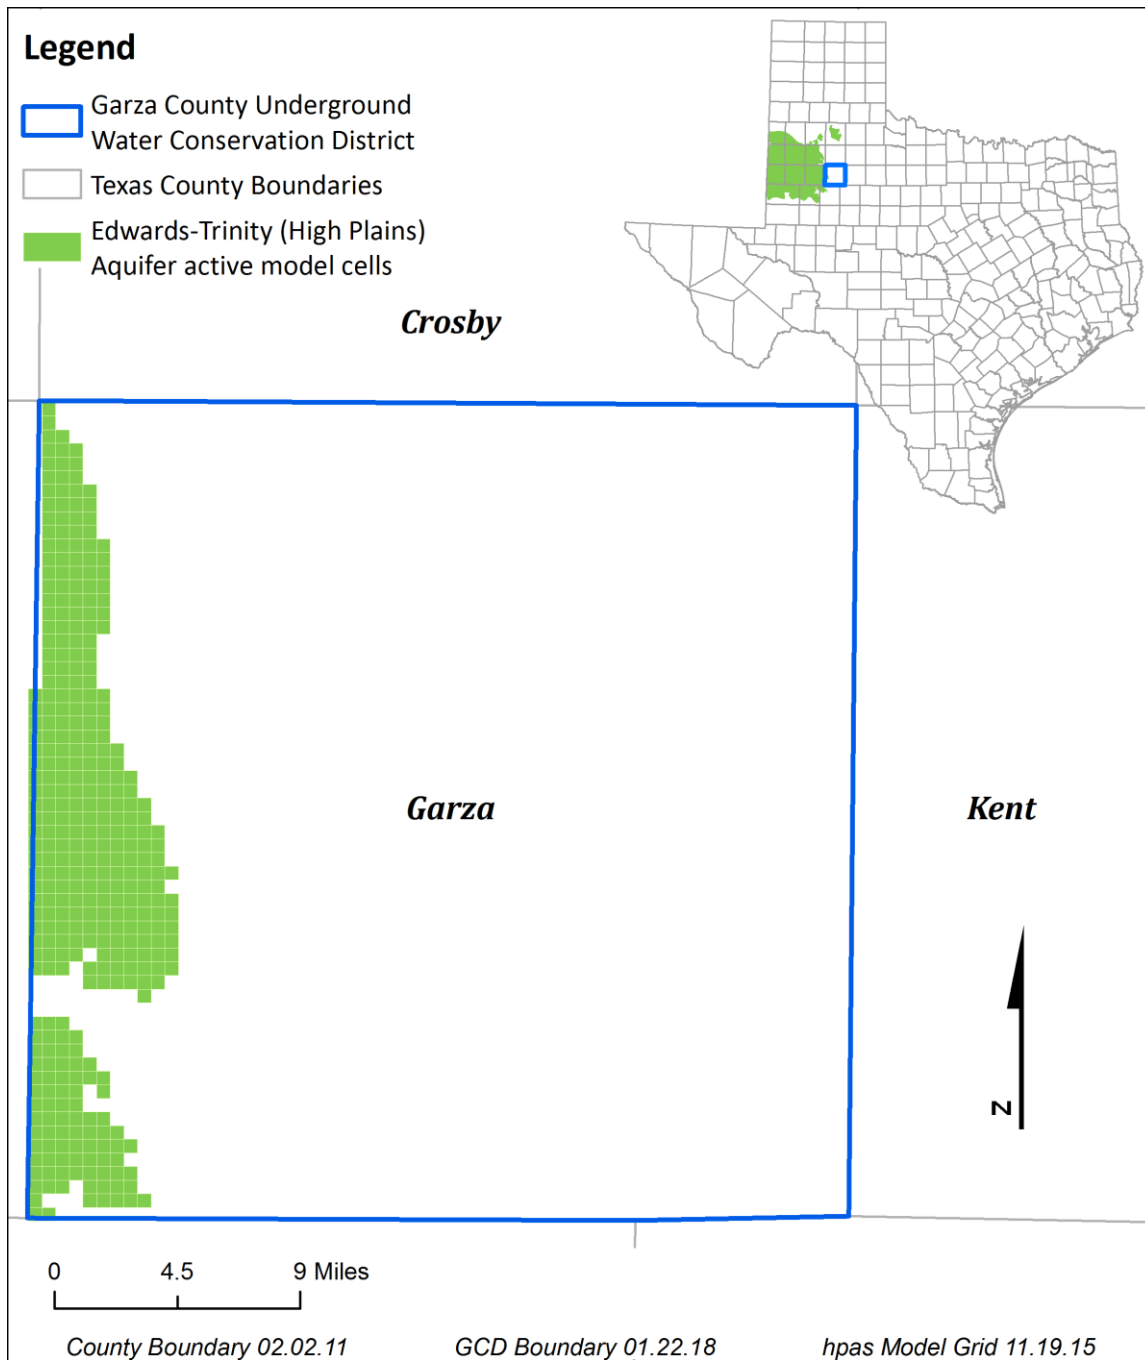 Legend
Garza County Underground
Water Conservation District
Texas County Boundaries
Edwards-Trinity (High Plains)
Aquifer active model cells
Crosby
Garza
Kent
N
0 4.5 9 Miles
County Boundary 02.02.11 GCD Boundary 01.22.18 hpas Model Grid 11.19.15